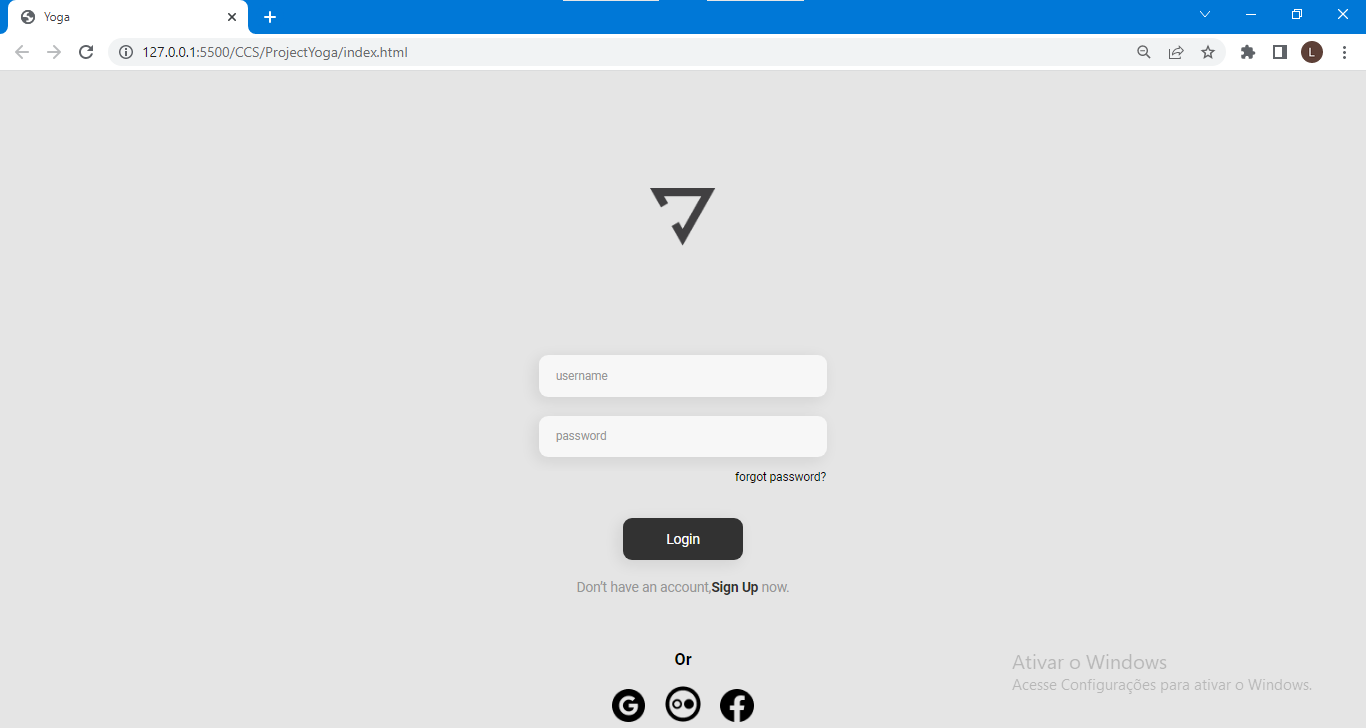 Yoga
127.0.0.1:5500/CCS/ProjectYoga/index.html
L
username
password
forgot password?
Login
Don't have an account,Sign Up now.
Or
G
f
Ativar o Windows
Acesse Configurações para ativar o Windows.